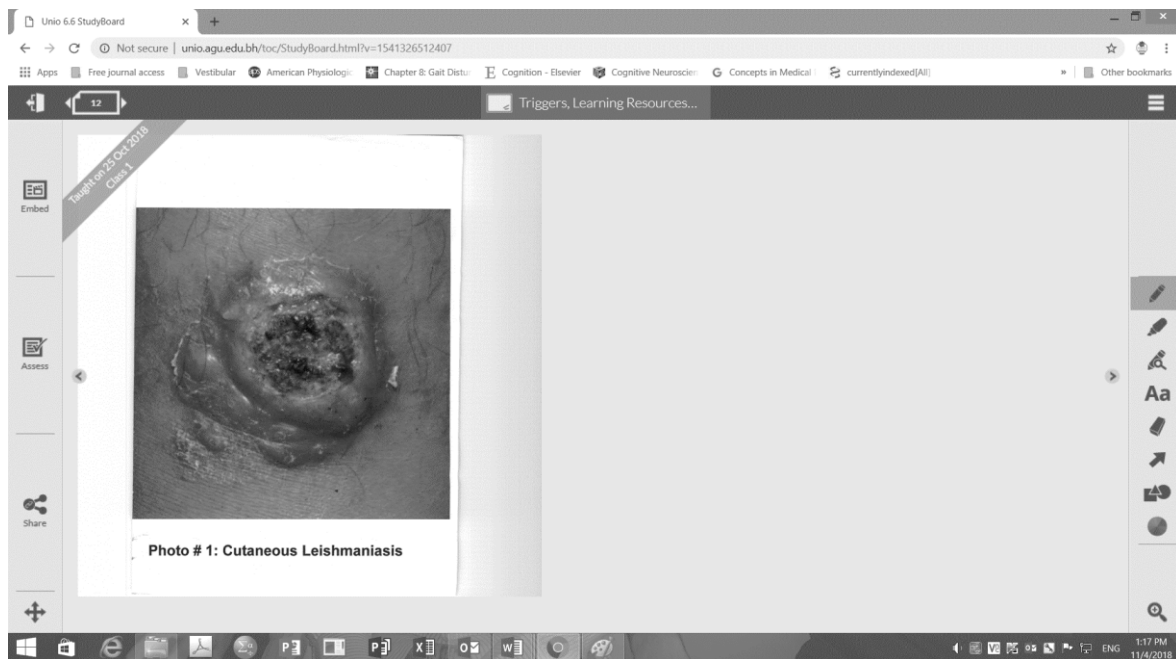 Unio 6.6 StudyBoard
Not secure | unio.agu.edu.bh/toc/StudyBoard.html?v=1541326512407
Apps Free journal access Vestibular American Physiologic Chapter 8: Gait Distur Cognition - Elsevier Cognitive Neuroscien Concepts in Medical currentlyindexed[All] » Other bookmarks
12 Triggers, Learning Resources...
Taught on 25 Oct 2018
Class 1
Embed
Assess
Aa
Share
Photo # 1: Cutaneous Leishmaniasis
ENG 1:17 PM
11/4/2018